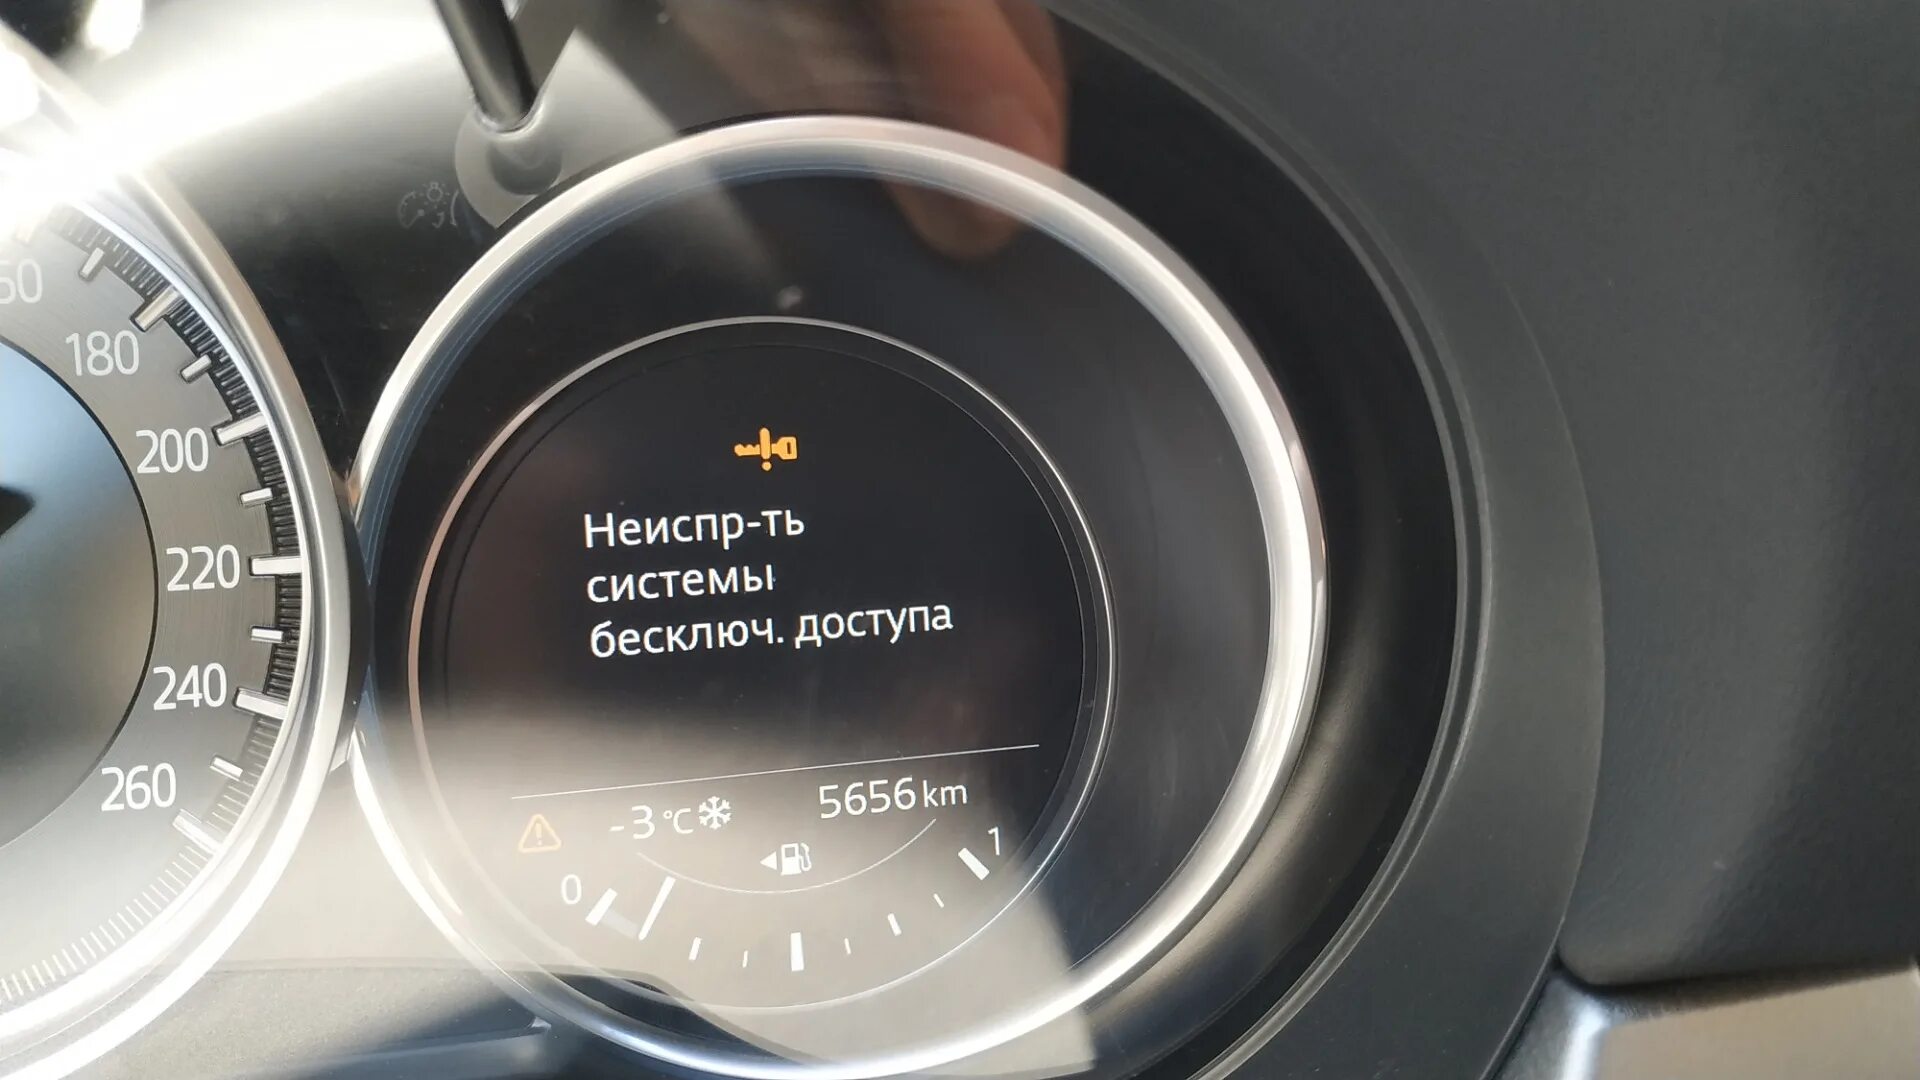 180
200
220
240
260
Неиспр-ть
системы
бесключ. доступа
-3 °C 5656 km
0 1